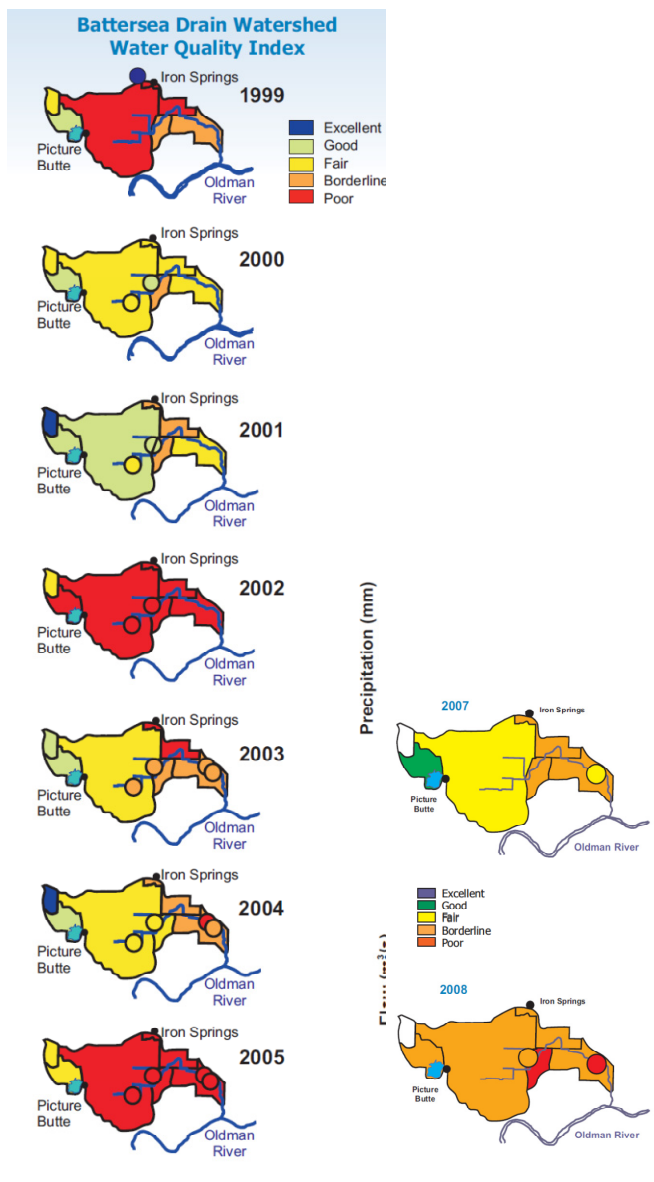 Battersea Drain Watershed
Water Quality Index
Iron Springs
1999
Excellent
Good
Fair
Borderline
Poor
Picture
Butte
Oldman
River
Iron Springs
2000
Picture
Butte
Oldman
River
Iron Springs
2001
Picture
Butte
Oldman
River
Iron Springs
2002
Picture
Butte
Oldman
River
Iron Springs
2003
Picture
Butte
Oldman
River
Iron Springs
2004
Picture
Butte
Oldman
River
Iron Springs
2005
Picture
Butte
Oldman
River
Precipitation (mm)
2007
Iron Springs
Picture
Butte
Oldman River
Excellent
Good
Fair
Borderline
Poor
2008
Iron Springs
Picture
Butte
Oldman River